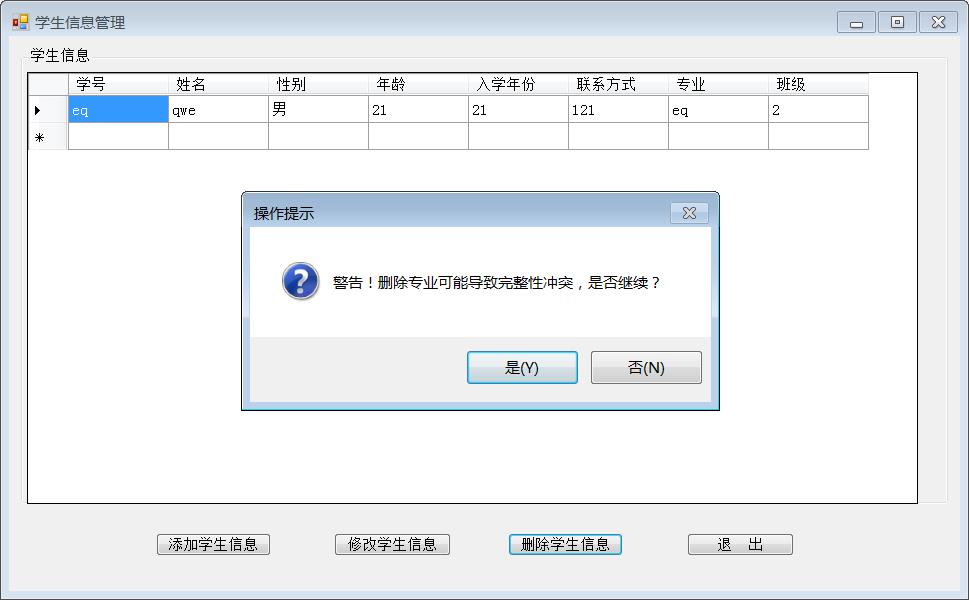 学生信息管理
学生信息
学号 姓名 性别 年龄 入学年份 联系方式 专业 班级
eq qwe 男 21 21 121 eq 2
*
操作提示
?
警告！删除专业可能导致完整性冲突，是否继续？
是(Y) 否(N)
添加学生信息 修改学生信息 删除学生信息 退 出